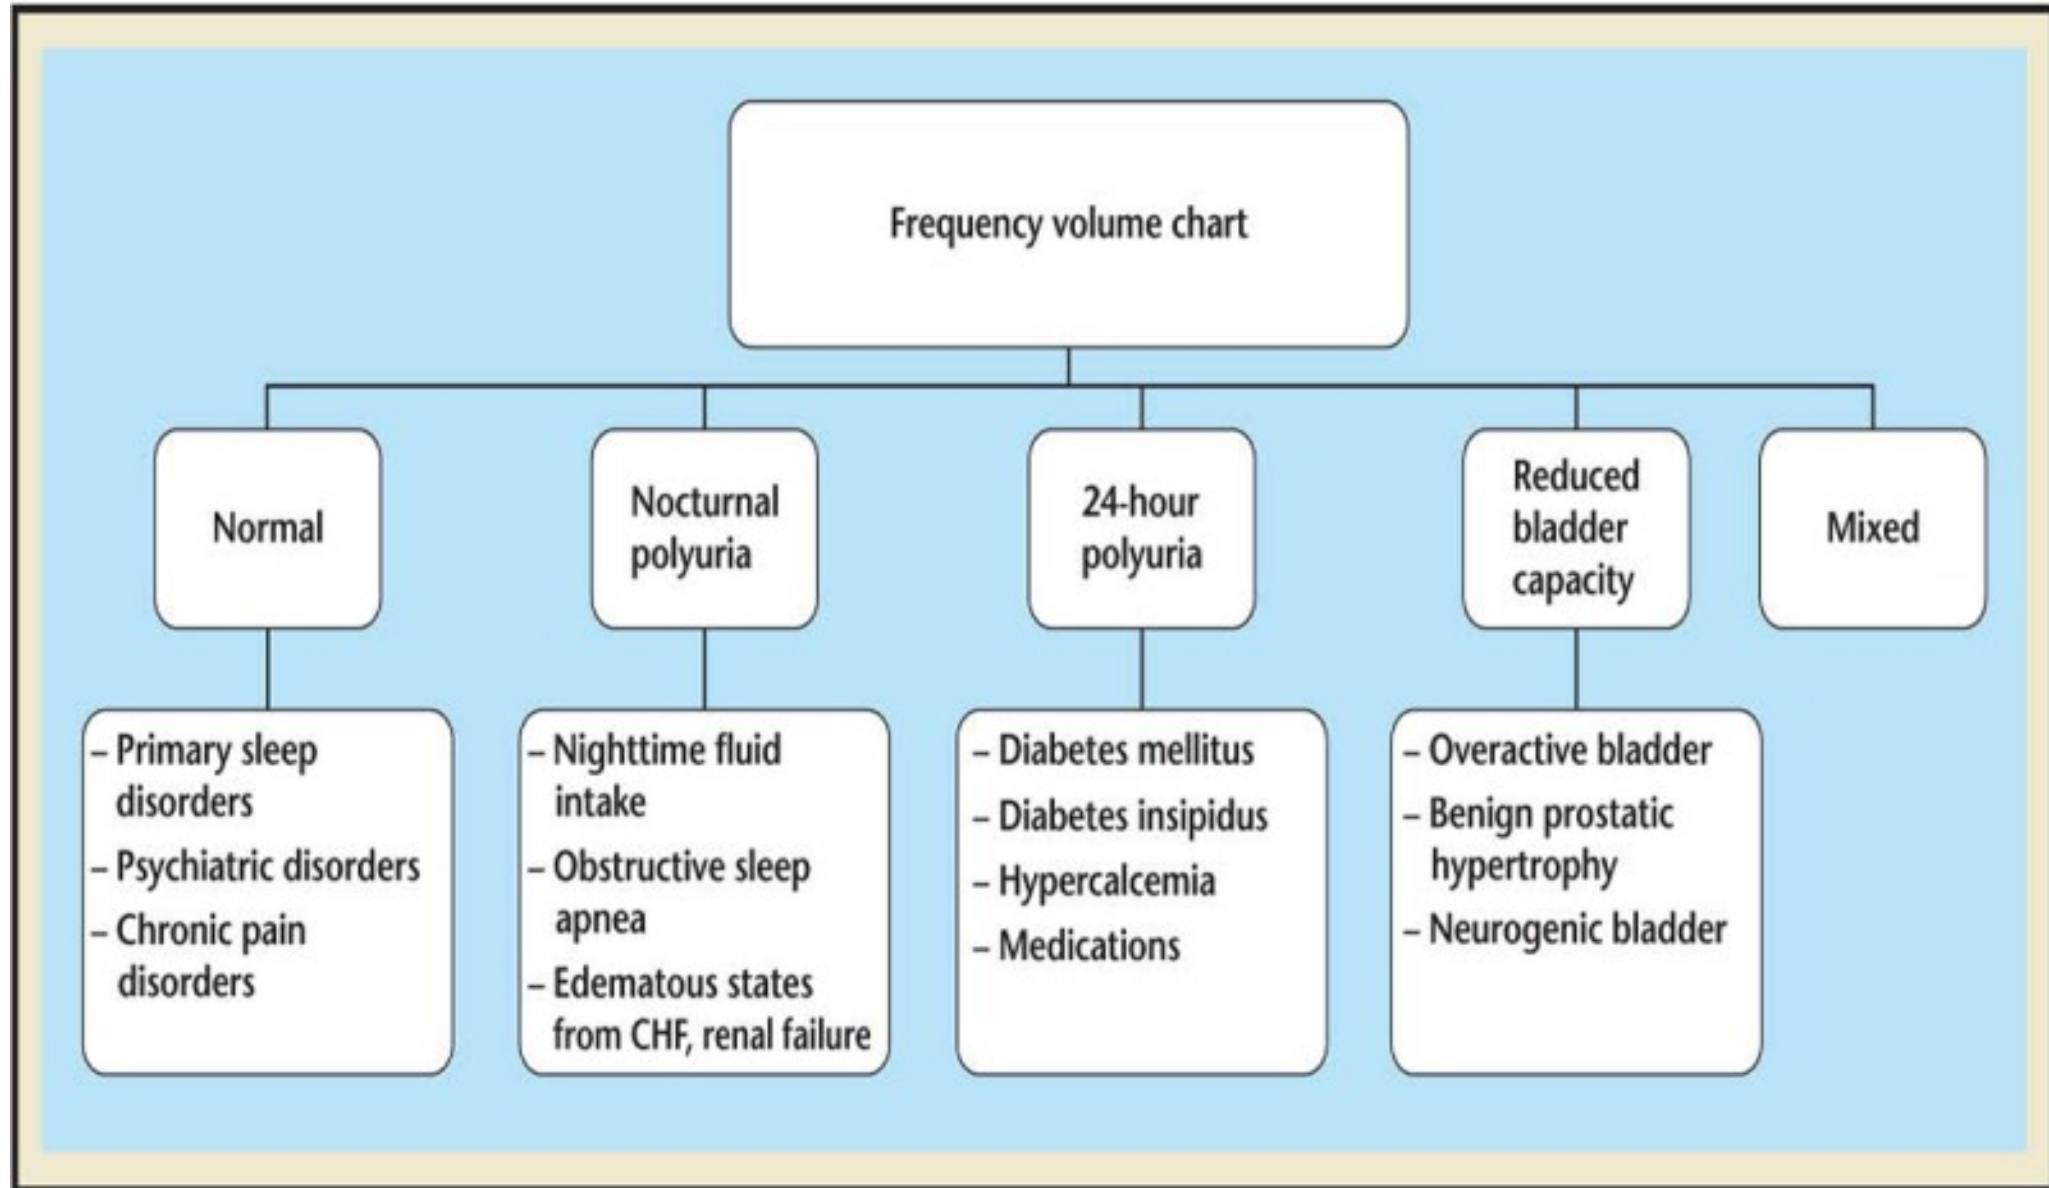 Frequency volume chart
Normal
Nocturnal
polyuria
24-hour
polyuria
Reduced
bladder
capacity
Mixed
– Primary sleep
disorders
– Psychiatric disorders
– Chronic pain
disorders
– Nighttime fluid
intake
– Obstructive sleep
apnea
– Edematous states
from CHF, renal failure
– Diabetes mellitus
– Diabetes insipidus
– Hypercalcemia
– Medications
– Overactive bladder
– Benign prostatic
hypertrophy
– Neurogenic bladder